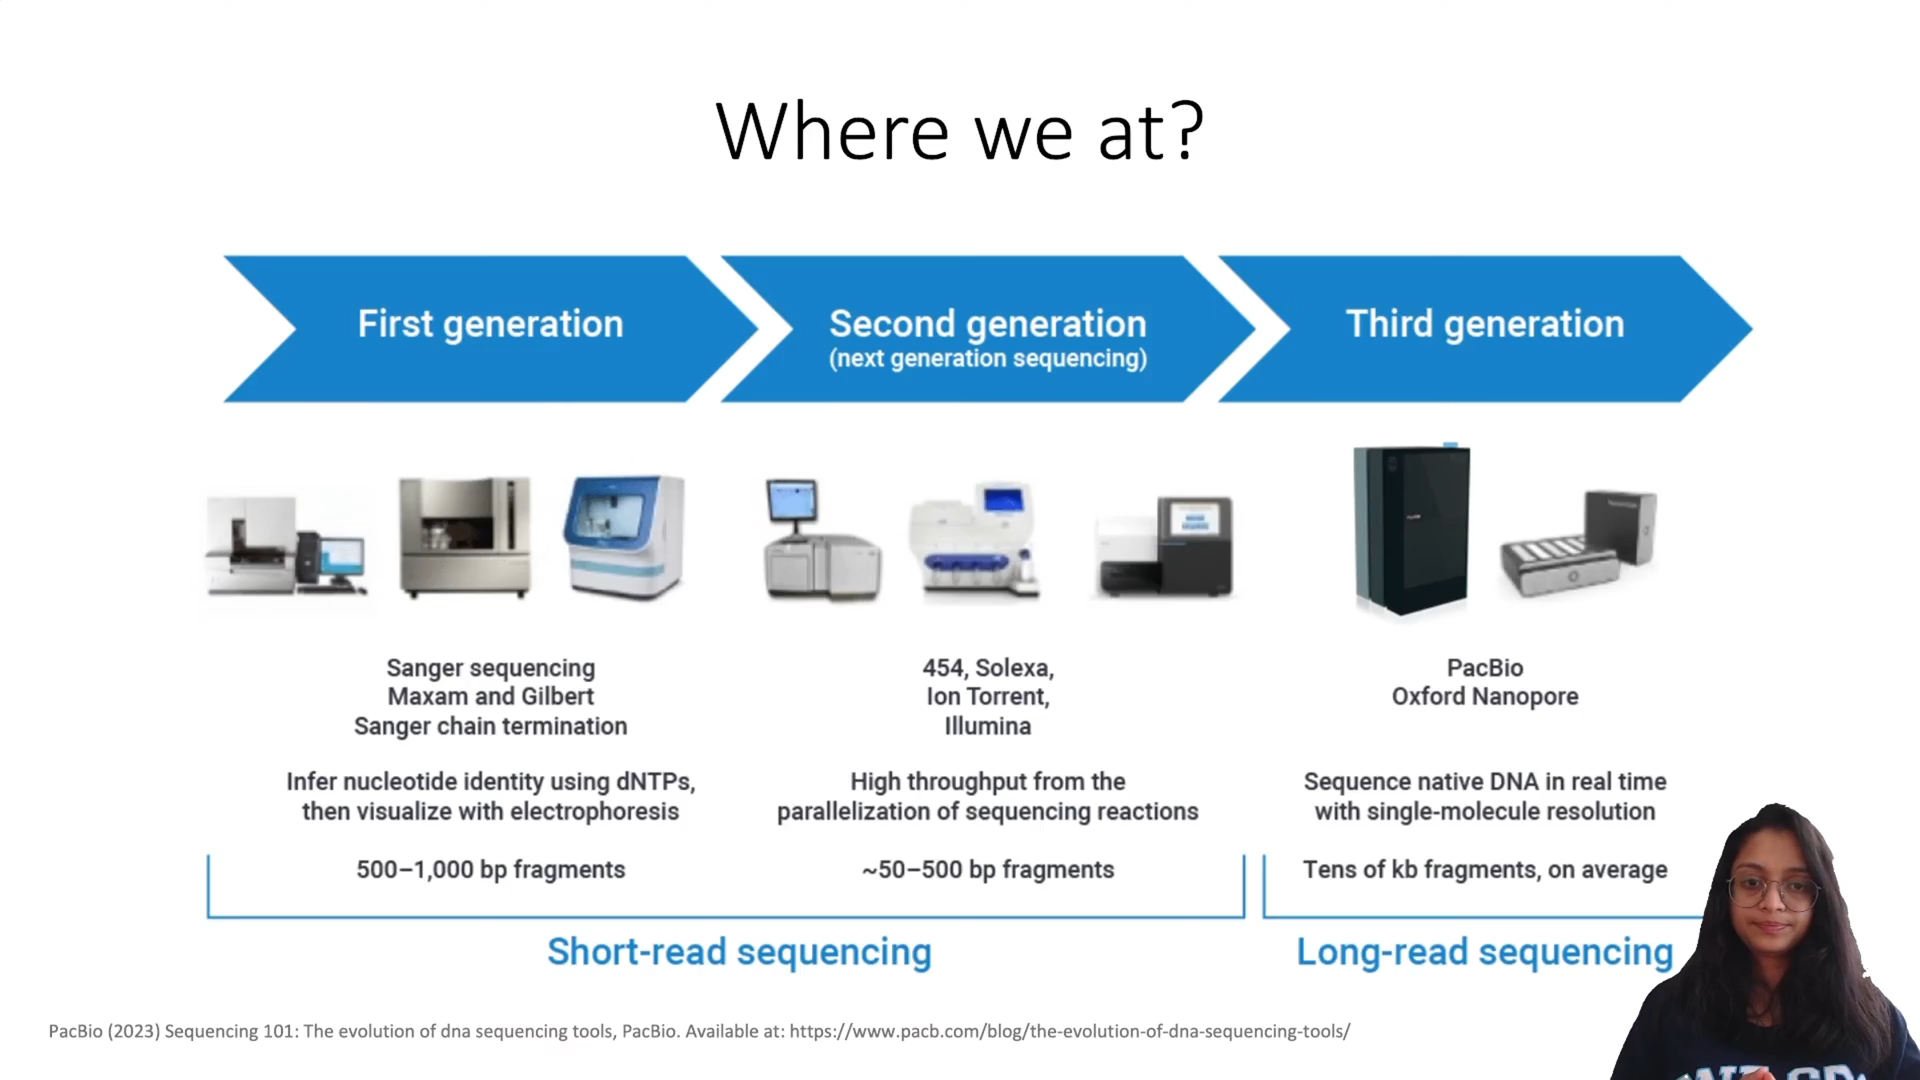 Where we at?
First generation
Second generation
(next generation sequencing)
Third generation
Sanger sequencing
Maxam and Gilbert
Sanger chain termination
454, Solexa,
Ion Torrent,
Illumina
PacBio
Oxford Nanopore
Infer nucleotide identity using dNTPs,
then visualize with electrophoresis
High throughput from the
parallelization of sequencing reactions
Sequence native DNA in real time
with single-molecule resolution
500–1,000 bp fragments
~50–500 bp fragments
Tens of kb fragments, on average
Short-read sequencing
Long-read sequencing
PacBio (2023) Sequencing 101: The evolution of dna sequencing tools, PacBio. Available at: https://www.pacb.com/blog/the-evolution-of-dna-sequencing-tools/